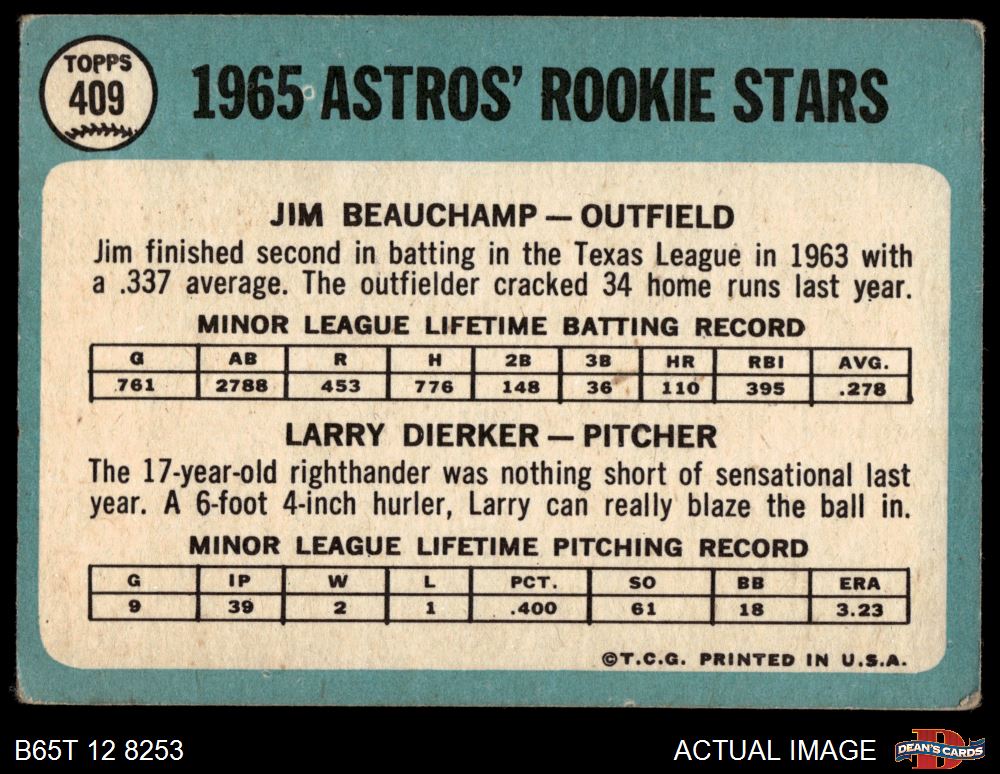 TOPPS
409
1965 ASTROS' ROOKIE STARS
JIM BEAUCHAMP — OUTFIELD
Jim finished second in batting in the Texas League in 1963 with
a .337 average. The outfielder cracked 34 home runs last year.
MINOR LEAGUE LIFETIME BATTING RECORD
G AB R H 2B 3B HR RBI AVG.
761 2788 453 776 148 36 110 395 .278
LARRY DIERKER — PITCHER
The 17-year-old righthander was nothing short of sensational last
year. A 6-foot 4-inch hurler, Larry can really blaze the ball in.
MINOR LEAGUE LIFETIME PITCHING RECORD
G IP W L PCT. SO BB ERA
9 39 2 1 .400 61 18 3.23
©T.C.G. PRINTED IN U.S.A.
B65T 12 8253
ACTUAL IMAGE
DEAN'S CARDS